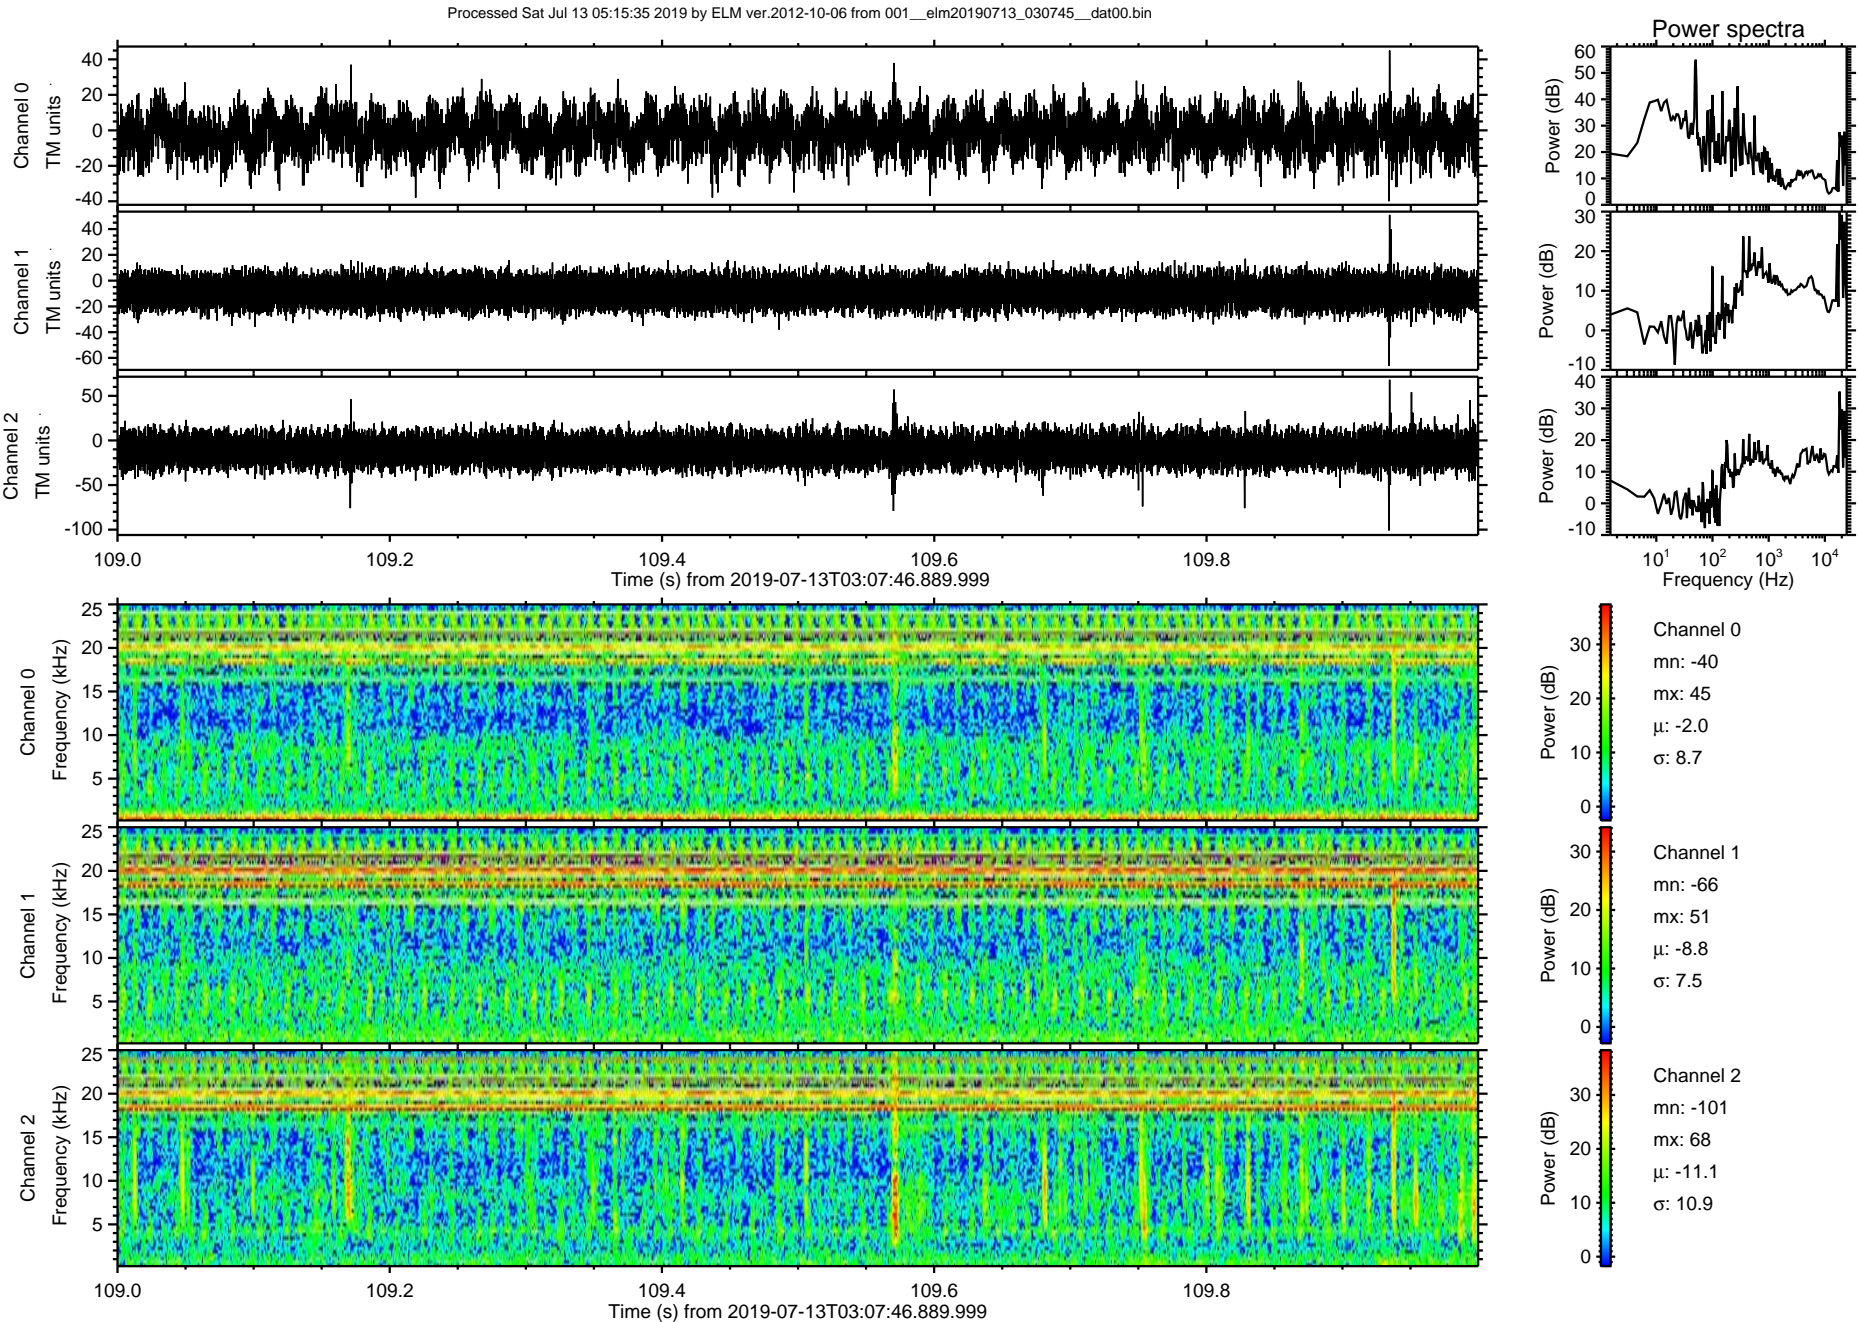 Processed Sat Jul 13 05:15:35 2019 by ELM ver.2012-10-06 from 001__elm20190713_030745__dat00.bin
Power spectra
Channel 0
TM units
40
20
0
-20
-40
Power (dB)
60
50
40
30
20
10
0
Channel 1
TM units
40
20
0
-20
-40
-60
Power (dB)
30
20
10
0
-10
Channel 2
TM units
50
0
-50
-100
Power (dB)
40
30
20
10
0
-10
109.0 109.2 109.4 109.6 109.8
Time (s) from 2019-07-13T03:07:46.889.999
10¹ 10² 10³ 10⁴
Frequency (Hz)
Channel 0
Frequency (kHz)
25
20
15
10
5
Power (dB)
30
20
10
0
Channel 0
mn: -40
mx: 45
μ: -2.0
σ: 8.7
Channel 1
Frequency (kHz)
25
20
15
10
5
Power (dB)
30
20
10
0
Channel 1
mn: -66
mx: 51
μ: -8.8
σ: 7.5
Channel 2
Frequency (kHz)
25
20
15
10
5
Power (dB)
30
20
10
0
Channel 2
mn: -101
mx: 68
μ: -11.1
σ: 10.9
109.0 109.2 109.4 109.6 109.8
Time (s) from 2019-07-13T03:07:46.889.999